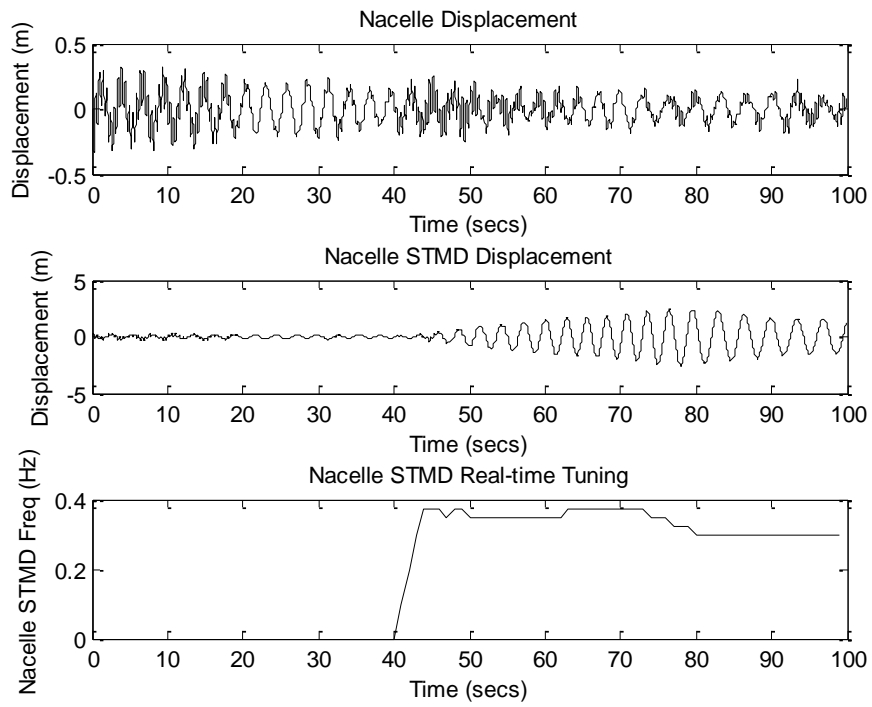 Nacelle Displacement
Displacement (m)
0.5
0
-0.5
0 10 20 30 40 50 60 70 80 90 100
Time (secs)
Nacelle STMD Displacement
Displacement (m)
5
0
-5
0 10 20 30 40 50 60 70 80 90 100
Time (secs)
Nacelle STMD Real-time Tuning
Nacelle STMD Freq (Hz)
0.4
0.2
0
0 10 20 30 40 50 60 70 80 90 100
Time (secs)